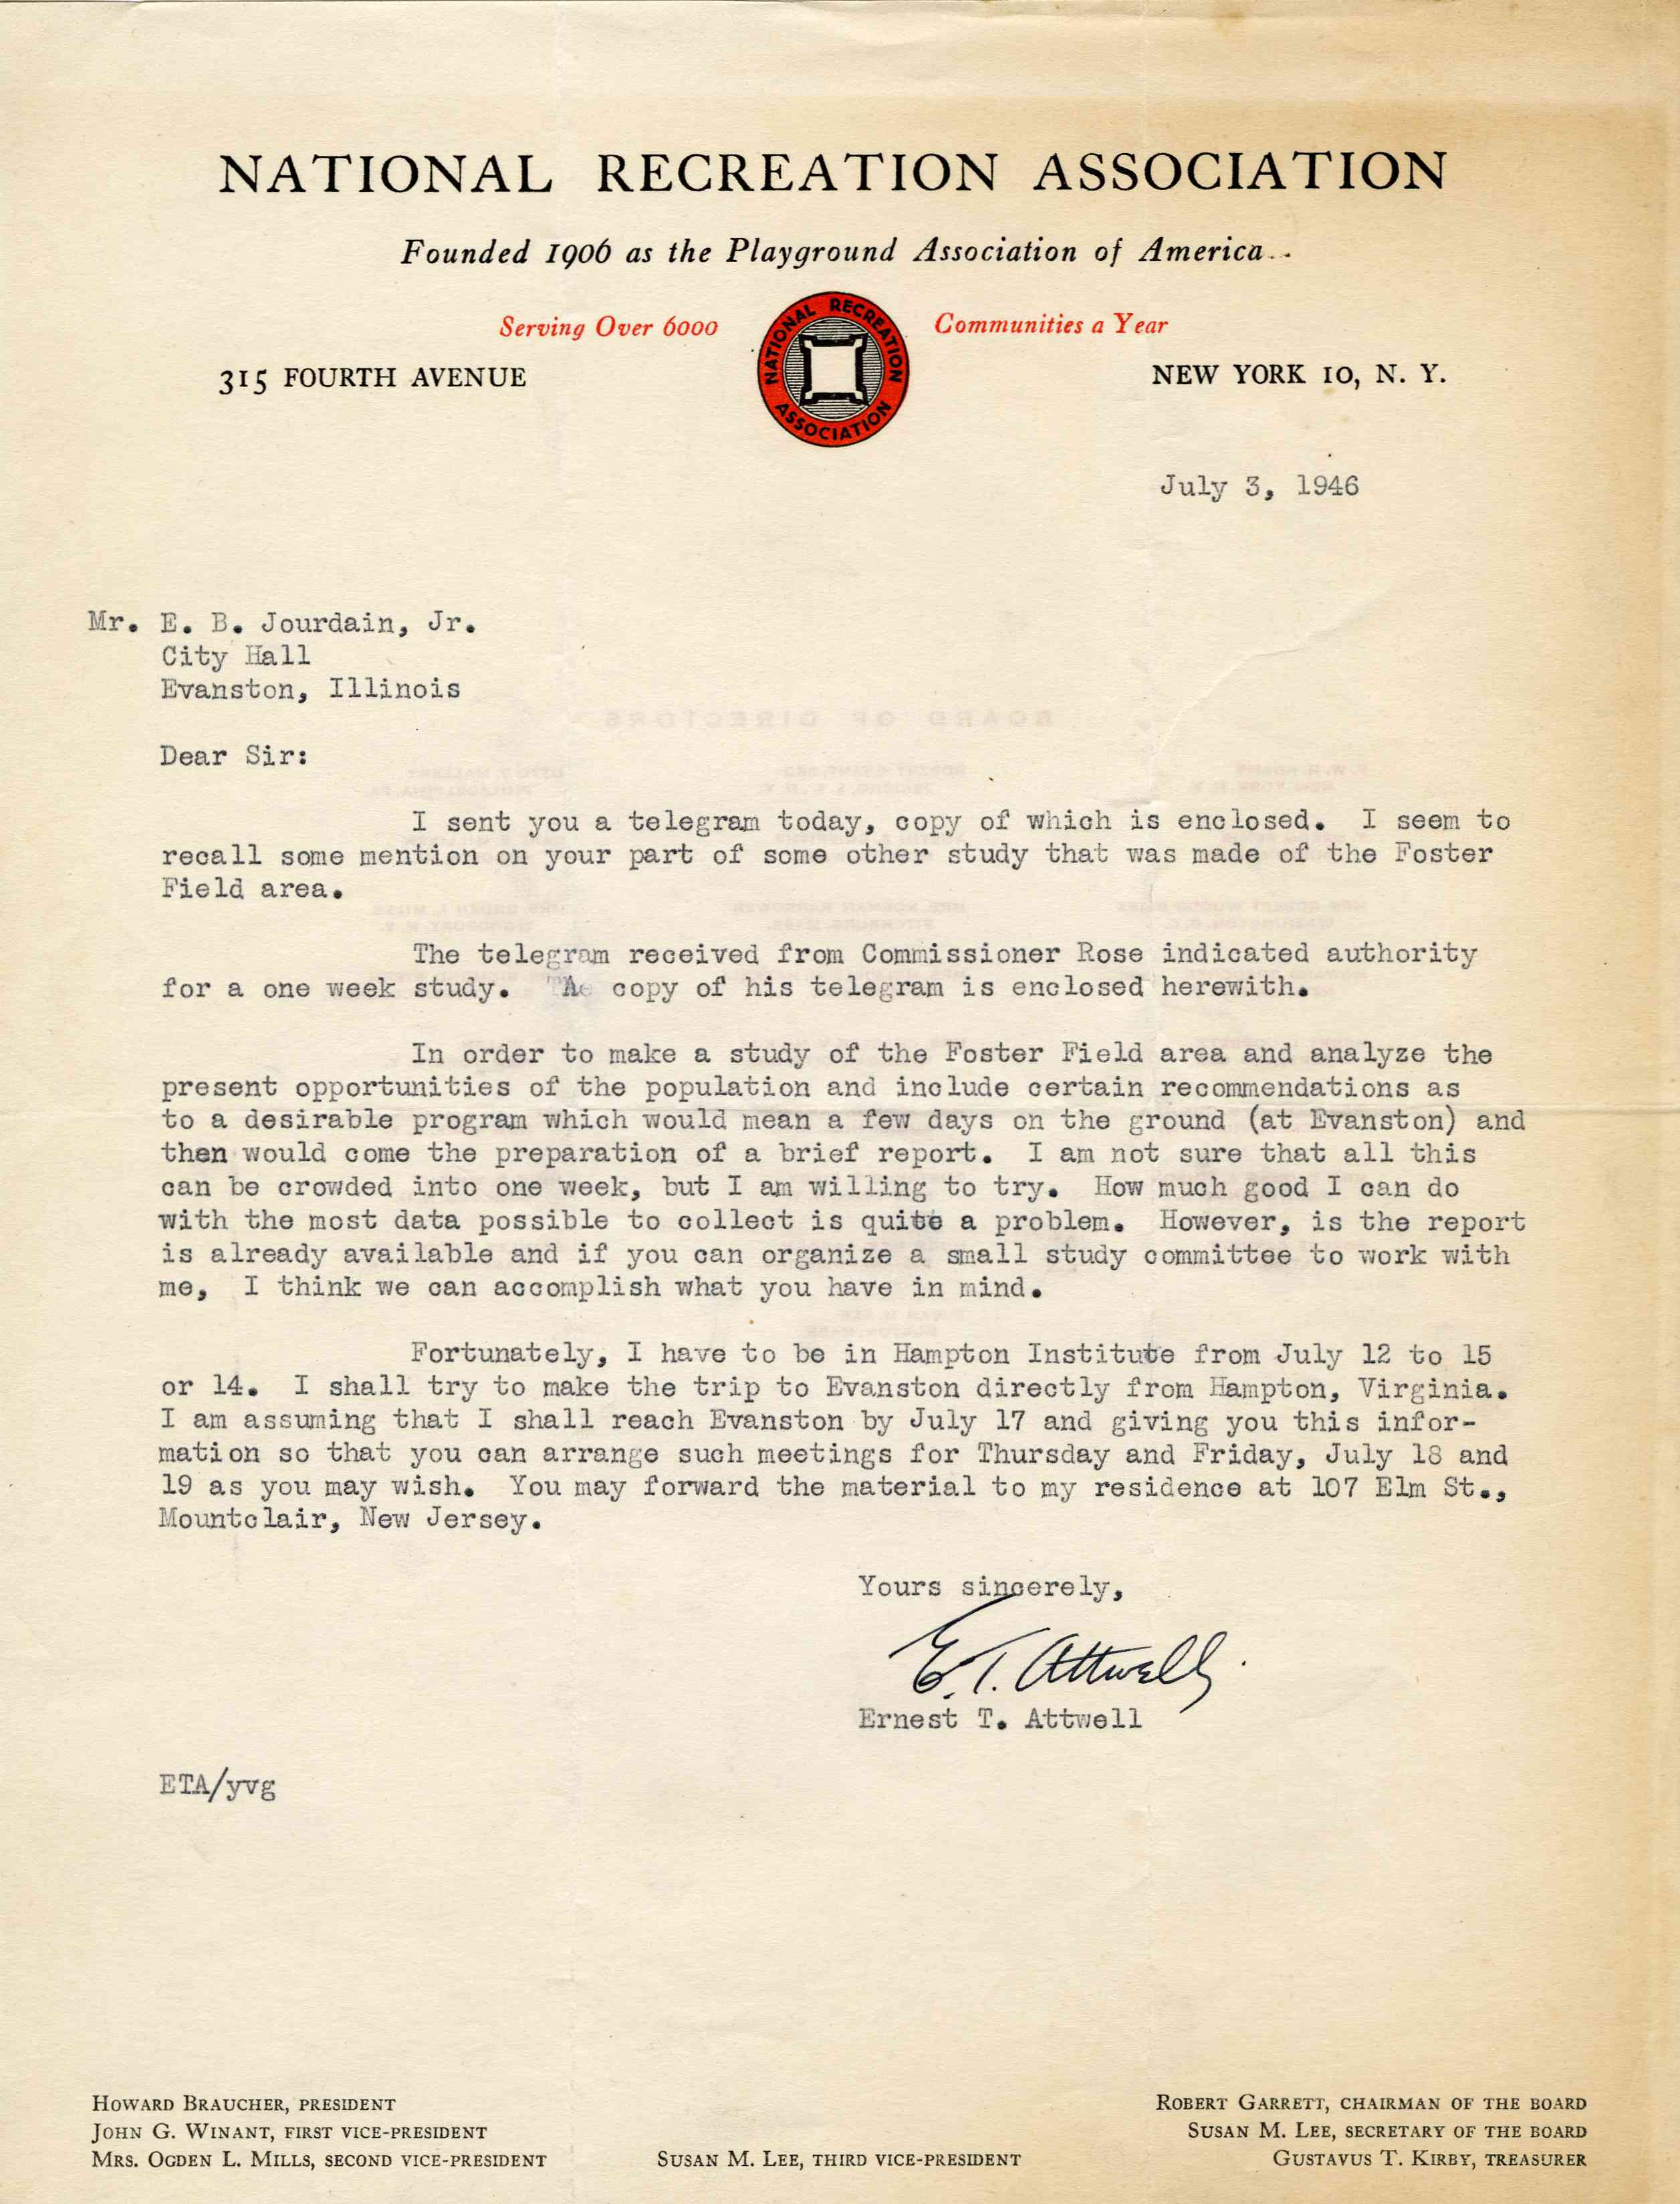 NATIONAL RECREATION ASSOCIATION
Founded 1906 as the Playground Association of America
Serving Over 6000 Communities a Year
NATIONAL RECREATION ASSOCIATION
315 FOURTH AVENUE
NEW YORK 10, N. Y.
July 3, 1946
Mr. E. B. Jourdain, Jr.
City Hall
Evanston, Illinois
Dear Sir:
I sent you a telegram today, copy of which is enclosed. I seem to
recall some mention on your part of some other study that was made of the Foster
Field area.
The telegram received from Commissioner Rose indicated authority
for a one week study. A copy of his telegram is enclosed herewith.
In order to make a study of the Foster Field area and analyze the
present opportunities of the population and include certain recommendations as
to a desirable program which would mean a few days on the ground (at Evanston) and
then would come the preparation of a brief report. I am not sure that all this
can be crowded into one week, but I am willing to try. How much good I can do
with the most data possible to collect is quite a problem. However, is the report
is already available and if you can organize a small study committee to work with
me, I think we can accomplish what you have in mind.
Fortunately, I have to be in Hampton Institute from July 12 to 15
or 14. I shall try to make the trip to Evanston directly from Hampton, Virginia.
I am assuming that I shall reach Evanston by July 17 and giving you this infor-
mation so that you can arrange such meetings for Thursday and Friday, July 18 and
19 as you may wish. You may forward the material to my residence at 107 Elm St.,
Mountclair, New Jersey.
Yours sincerely,
E. T. Attwell
Ernest T. Attwell
ETA/yvg
HOWARD BRAUCHER, PRESIDENT
JOHN G. WINANT, FIRST VICE-PRESIDENT
MRS. OGDEN L. MILLS, SECOND VICE-PRESIDENT
SUSAN M. LEE, THIRD VICE-PRESIDENT
ROBERT GARRETT, CHAIRMAN OF THE BOARD
SUSAN M. LEE, SECRETARY OF THE BOARD
GUSTAVUS T. KIRBY, TREASURER